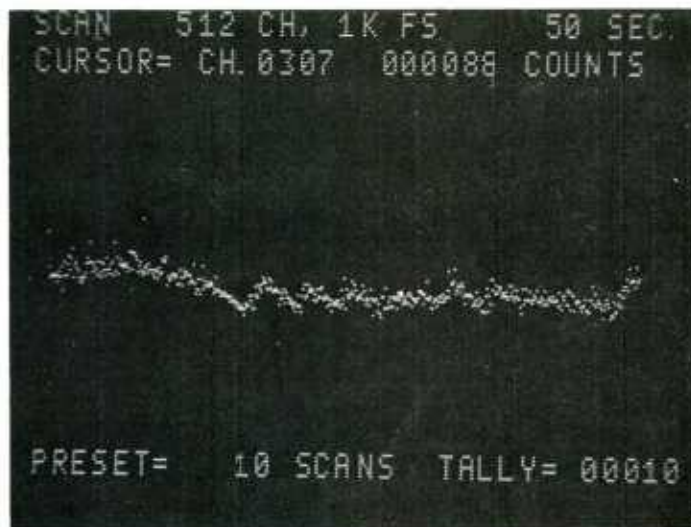 SCAN 512 CH, 1K FS 50 SEC.
CURSOR= CH. 0307 000088 COUNTS
PRESET= 10 SCANS TALLY= 00010